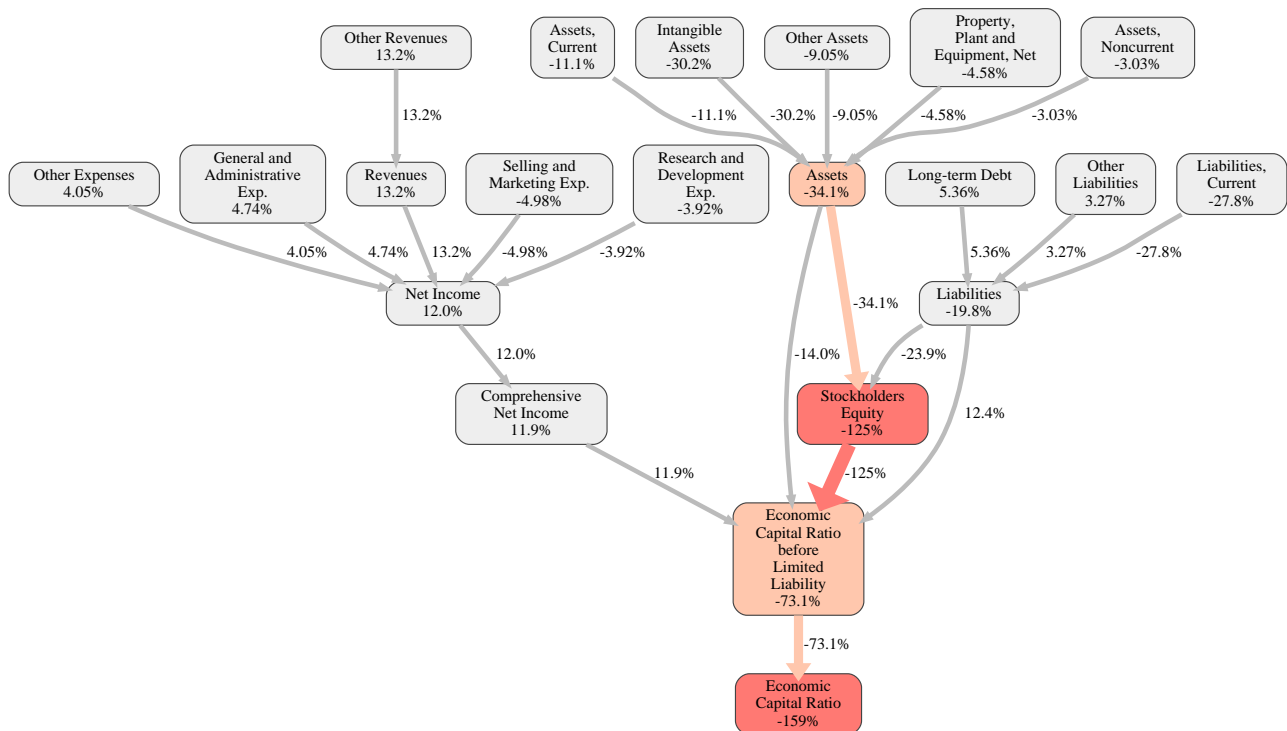 Other Revenues
13.2%
Assets,
Current
-11.1%
Intangible
Assets
-30.2%
Other Assets
-9.05%
Property,
Plant and
Equipment, Net
-4.58%
Assets,
Noncurrent
-3.03%
13.2%
-11.1%
-30.2%
-9.05%
-4.58%
-3.03%
Other Expenses
4.05%
General and
Administrative
Exp.
4.74%
Revenues
13.2%
Selling and
Marketing Exp.
-4.98%
Research and
Development
Exp.
-3.92%
Assets
-34.1%
Long-term Debt
5.36%
Other
Liabilities
3.27%
Liabilities,
Current
-27.8%
4.05%
4.74%
13.2%
-4.98%
-3.92%
5.36%
3.27%
-27.8%
Net Income
12.0%
-34.1%
Liabilities
-19.8%
12.0%
-14.0%
-23.9%
Comprehensive
Net Income
11.9%
Stockholders
Equity
-125%
12.4%
11.9%
-125%
Economic
Capital Ratio
before
Limited
Liability
-73.1%
-73.1%
Economic
Capital Ratio
-159%